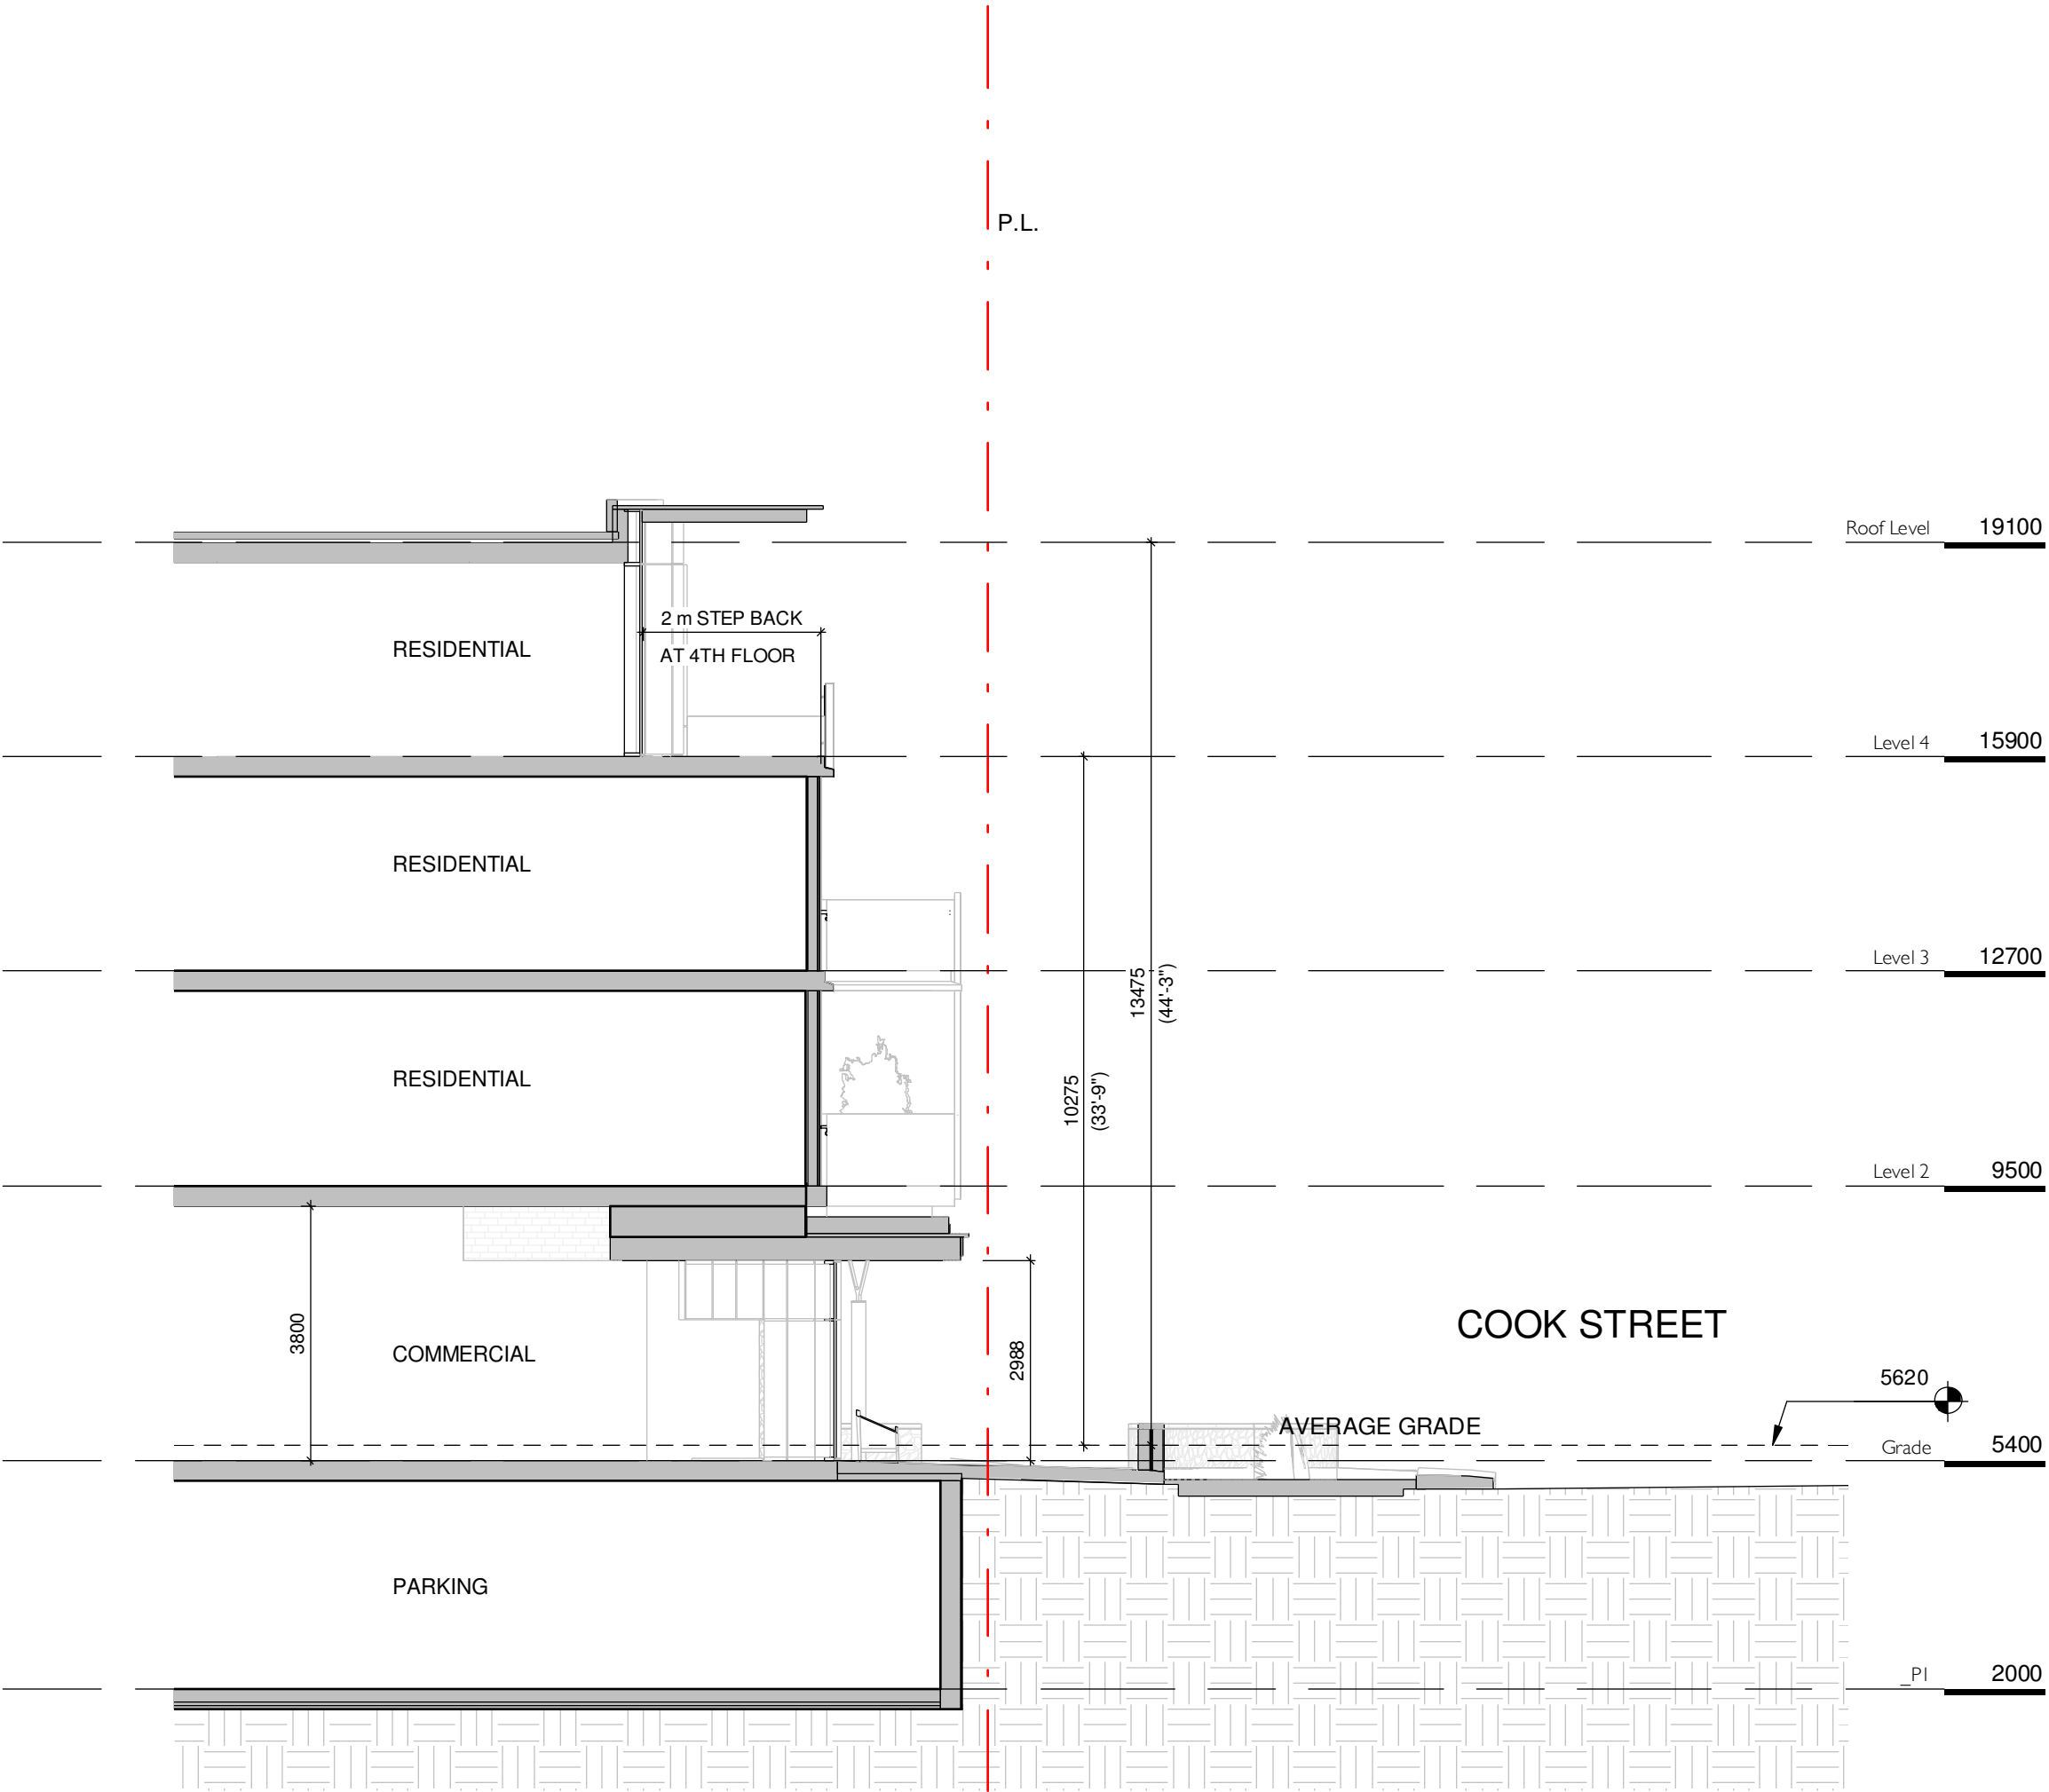 P.L.
Roof Level 19100
2 m STEP BACK
AT 4TH FLOOR
RESIDENTIAL
Level 4 15900
RESIDENTIAL
Level 3 12700
13475
(44'-3")
RESIDENTIAL
10275
(33'-9")
Level 2 9500
3800
COMMERCIAL
2988
COOK STREET
5620
AVERAGE GRADE
Grade 5400
PARKING
_P1 2000